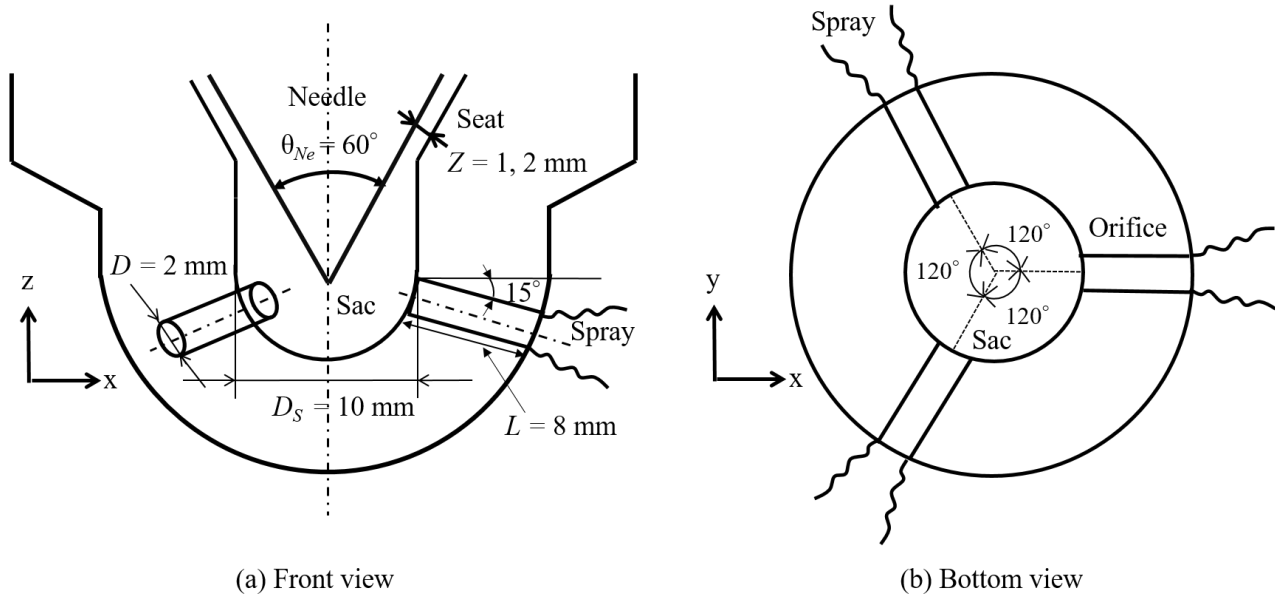 Needle
Seat
θNe = 60°
Z = 1, 2 mm
D = 2 mm
z
x
Sac
15°
Spray
DS = 10 mm
L = 8 mm
(a) Front view
Spray
Orifice
120°
120°
120°
Sac
y
x
(b) Bottom view